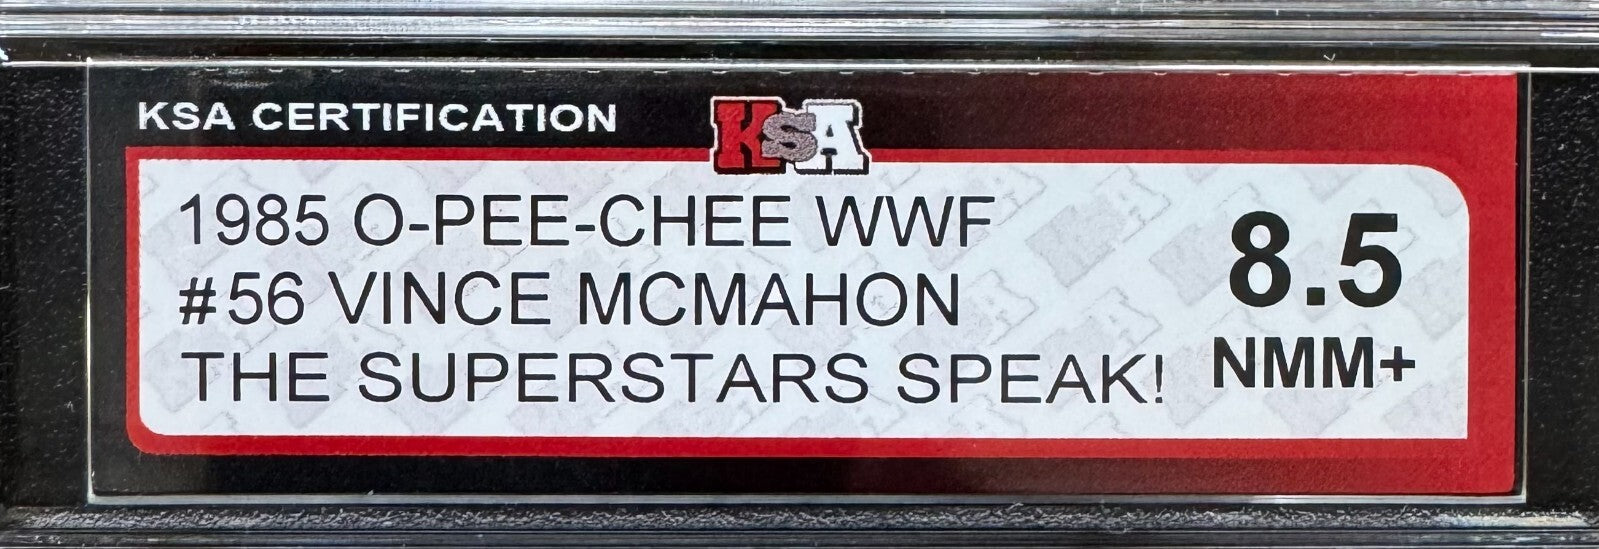 KSA CERTIFICATION
KSA
1985 O-PEE-CHEE WWF
#56 VINCE MCMAHON
THE SUPERSTARS SPEAK!
8.5
NMM+